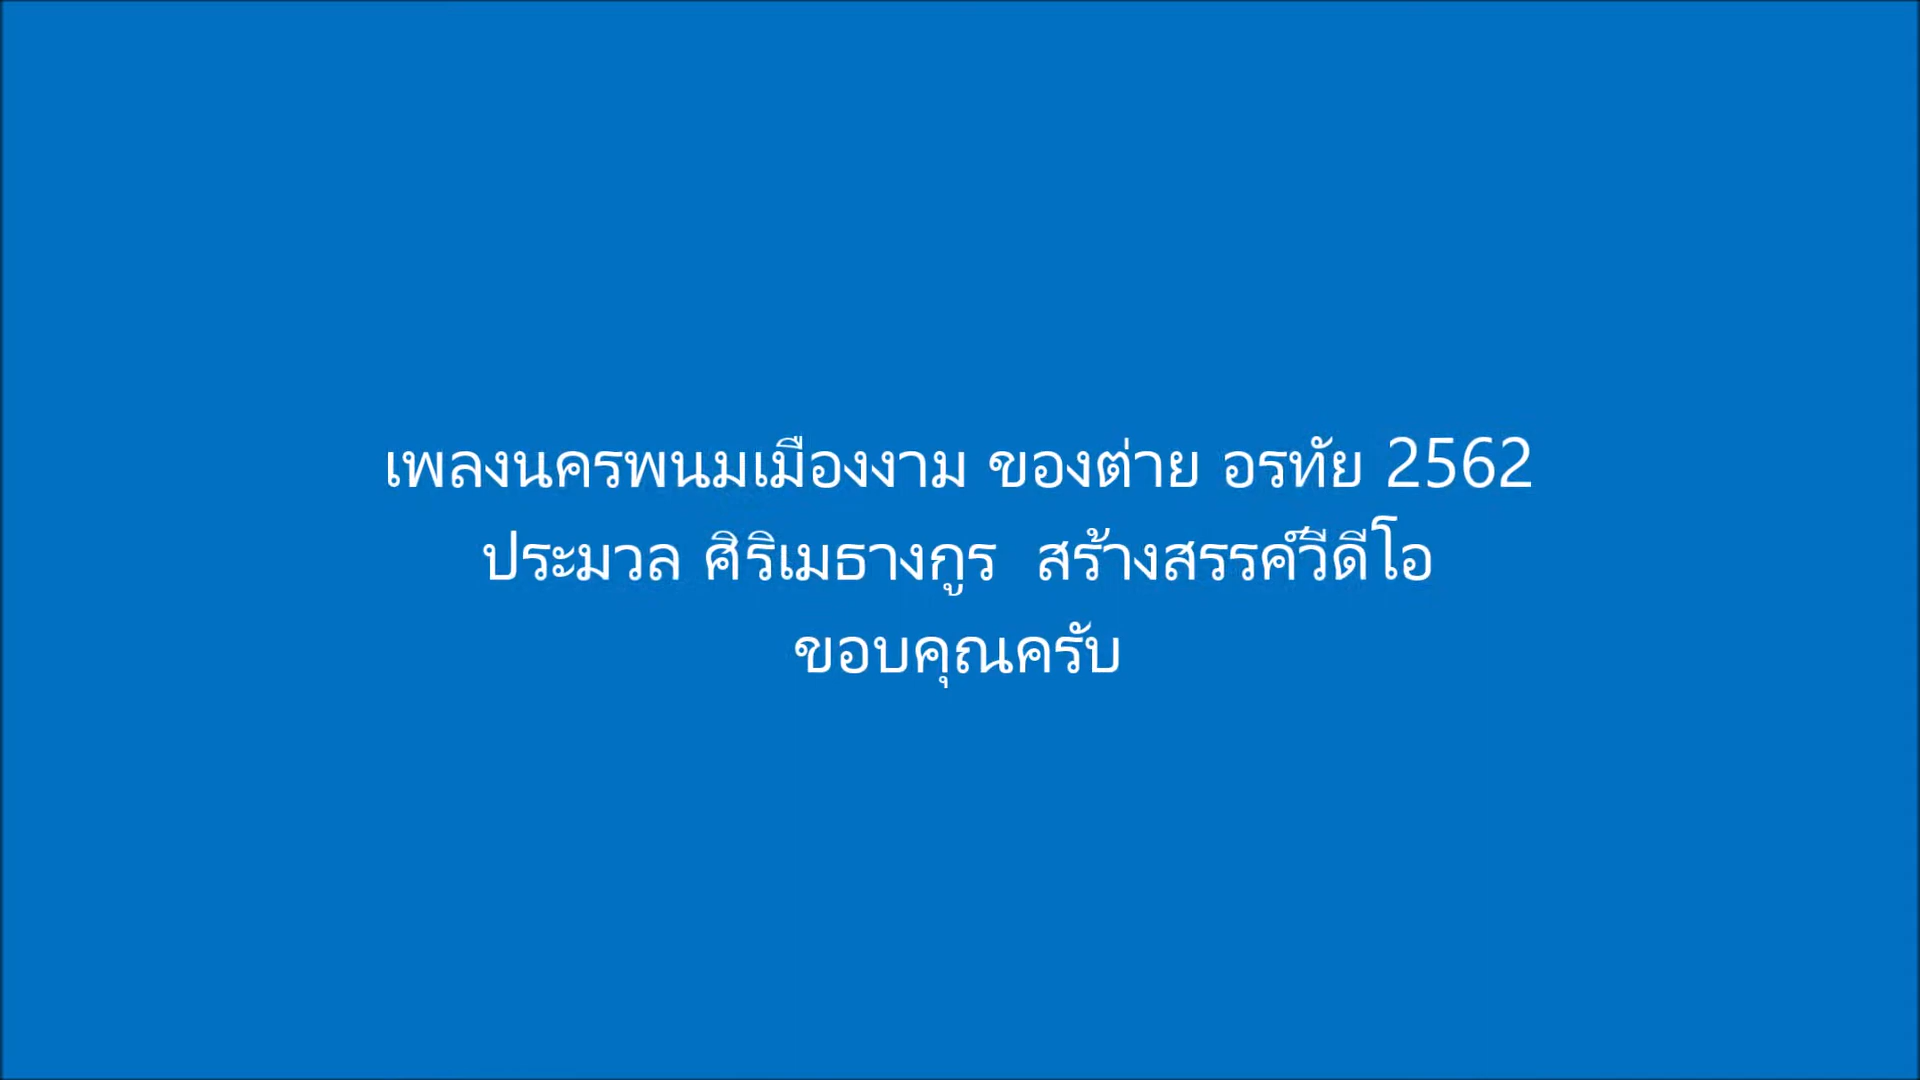 เพลงนครพนมเมืองงาม ของต่าย อรทัย 2562
ประมวล ศิริเมธางกูร  สร้างสรรค์วีดีโอ
ขอบคุณครับ